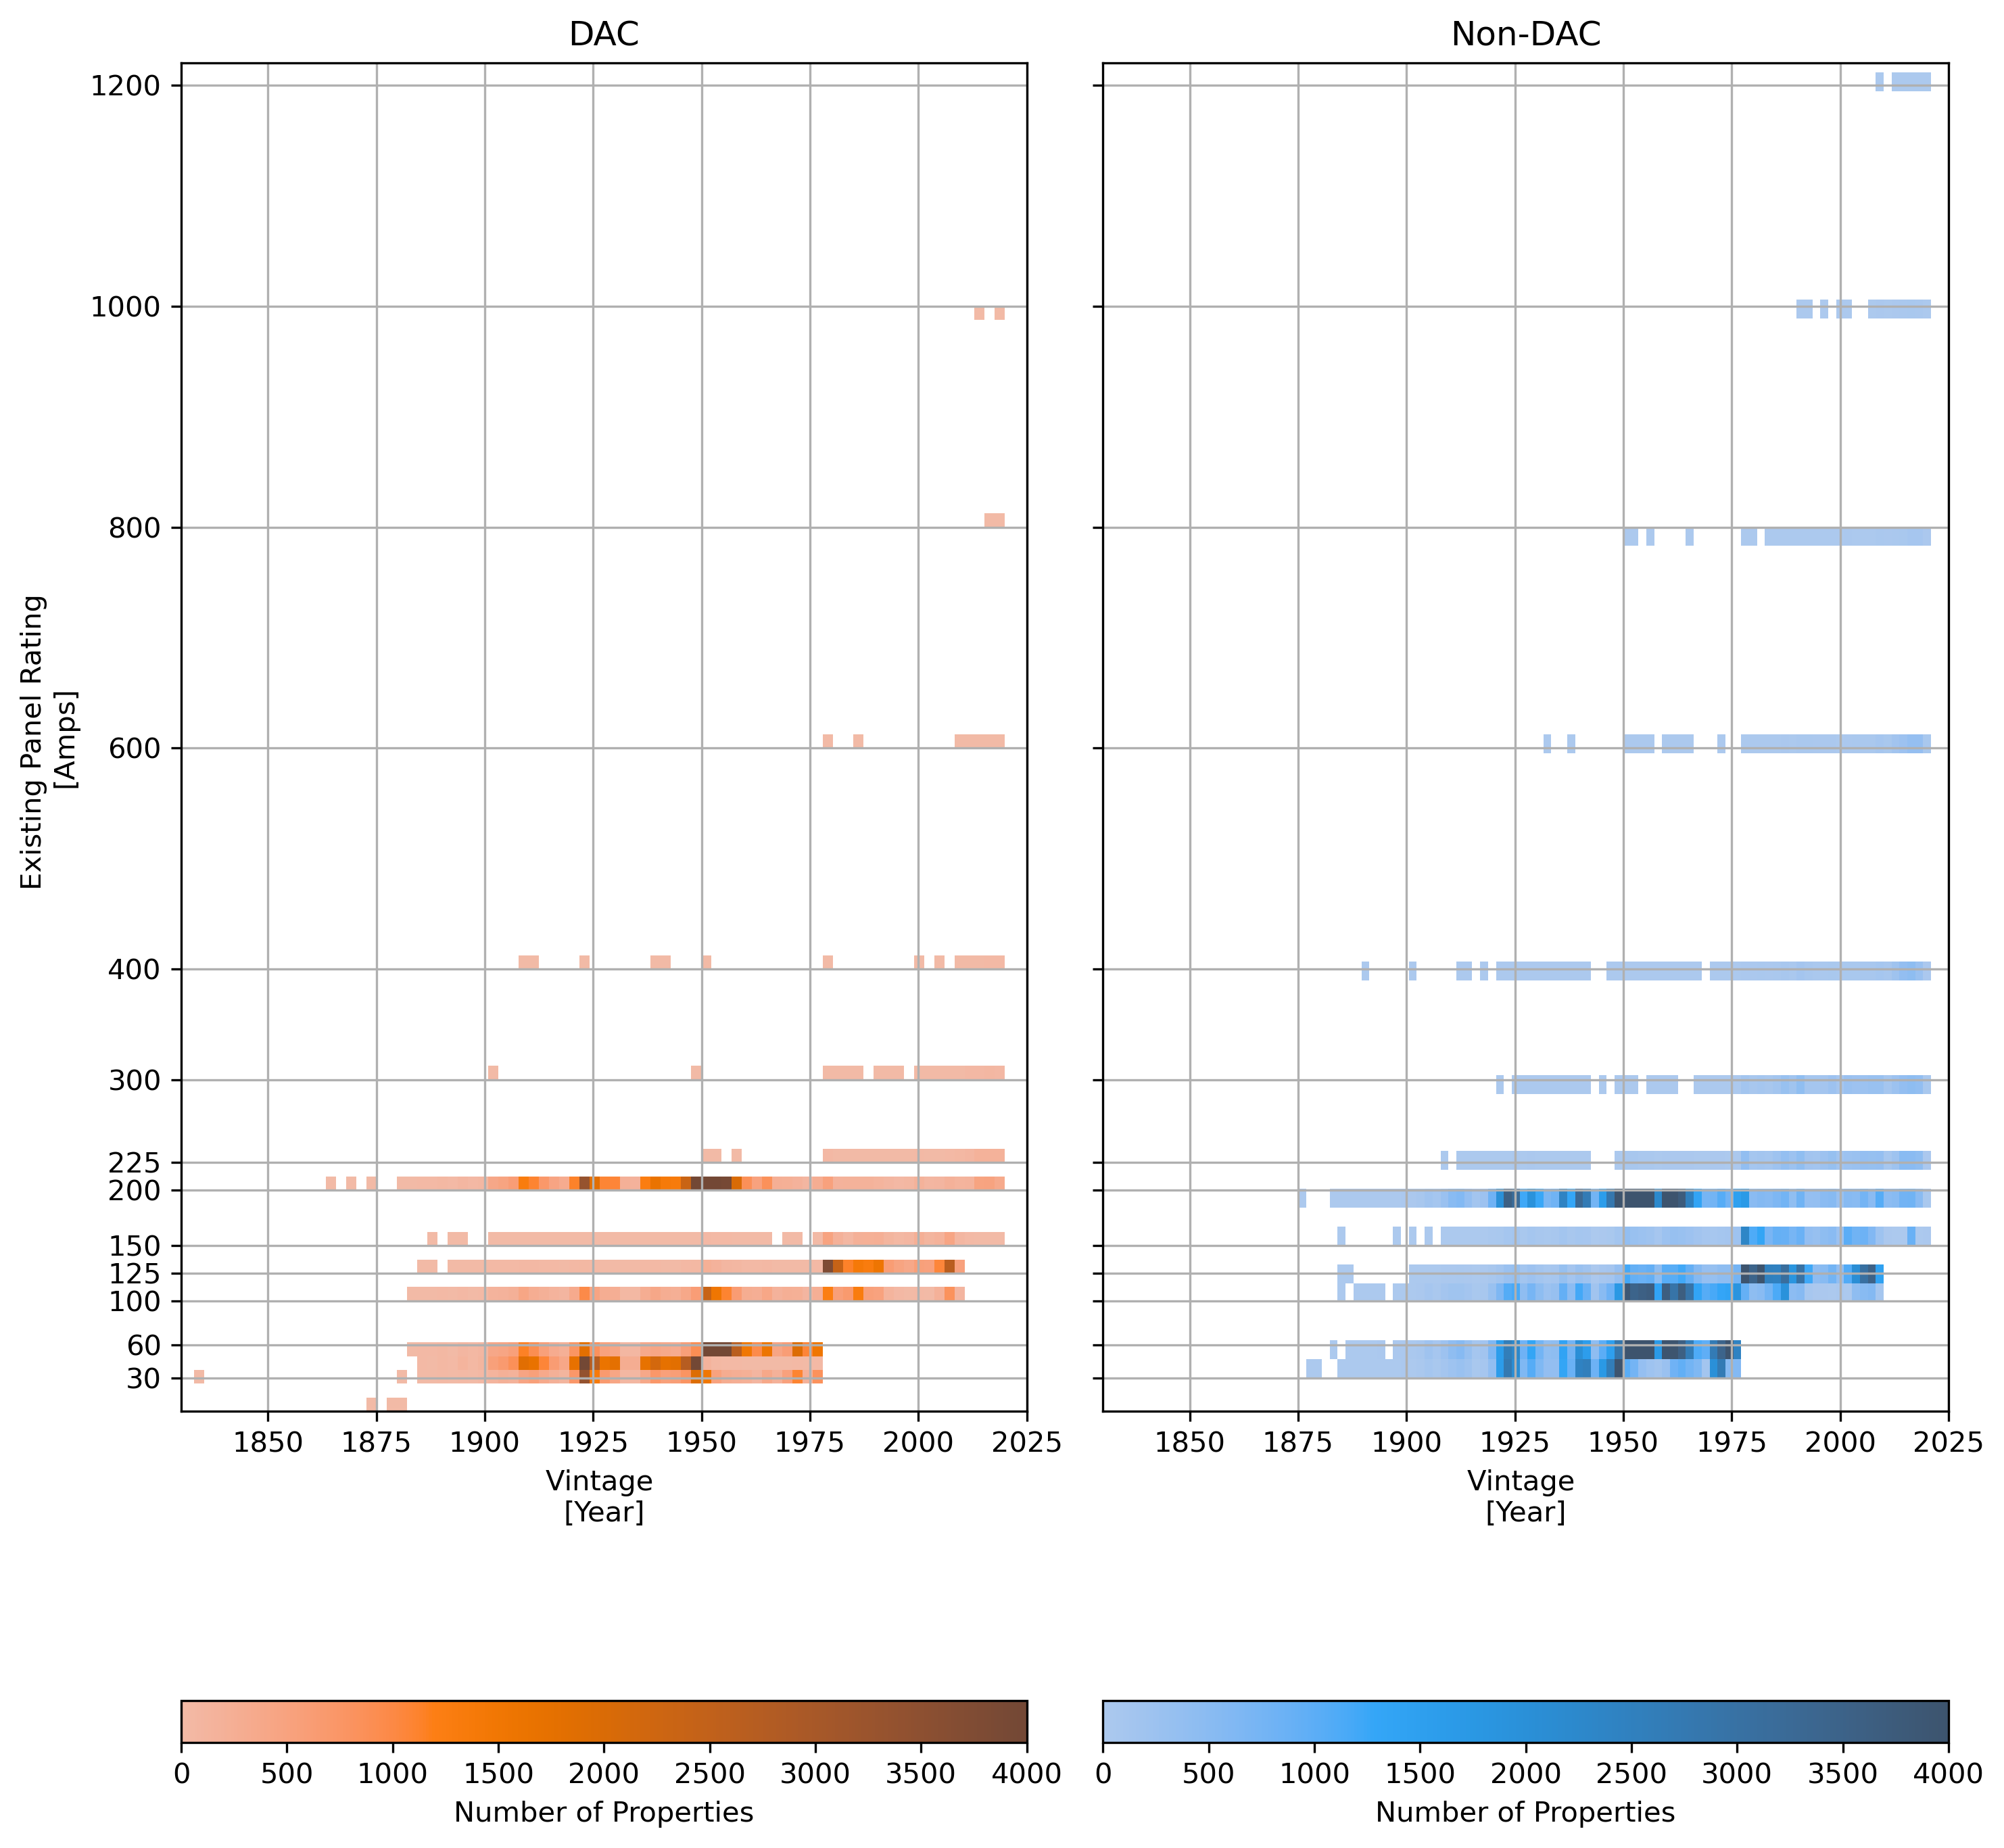 DAC
Non-DAC
1200
1000
800
600
400
300
225
200
150
125
100
60
30
Existing Panel Rating
[Amps]
1850 1875 1900 1925 1950 1975 2000 2025
1850 1875 1900 1925 1950 1975 2000 2025
Vintage
[Year]
Vintage
[Year]
0 500 1000 1500 2000 2500 3000 3500 4000
0 500 1000 1500 2000 2500 3000 3500 4000
Number of Properties
Number of Properties